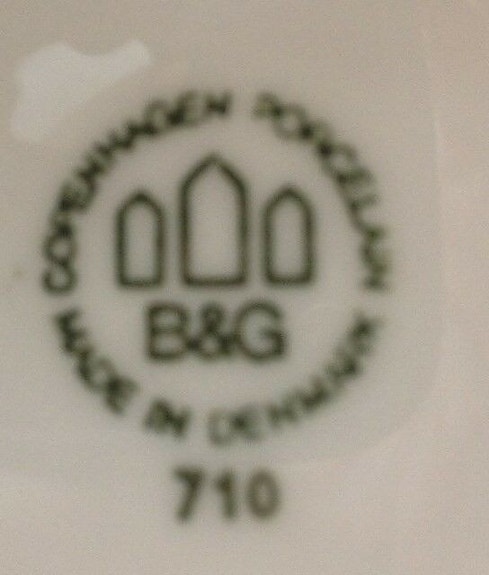 COPENHAGEN PORCELAIN
B&G
MADE IN DENMARK
710